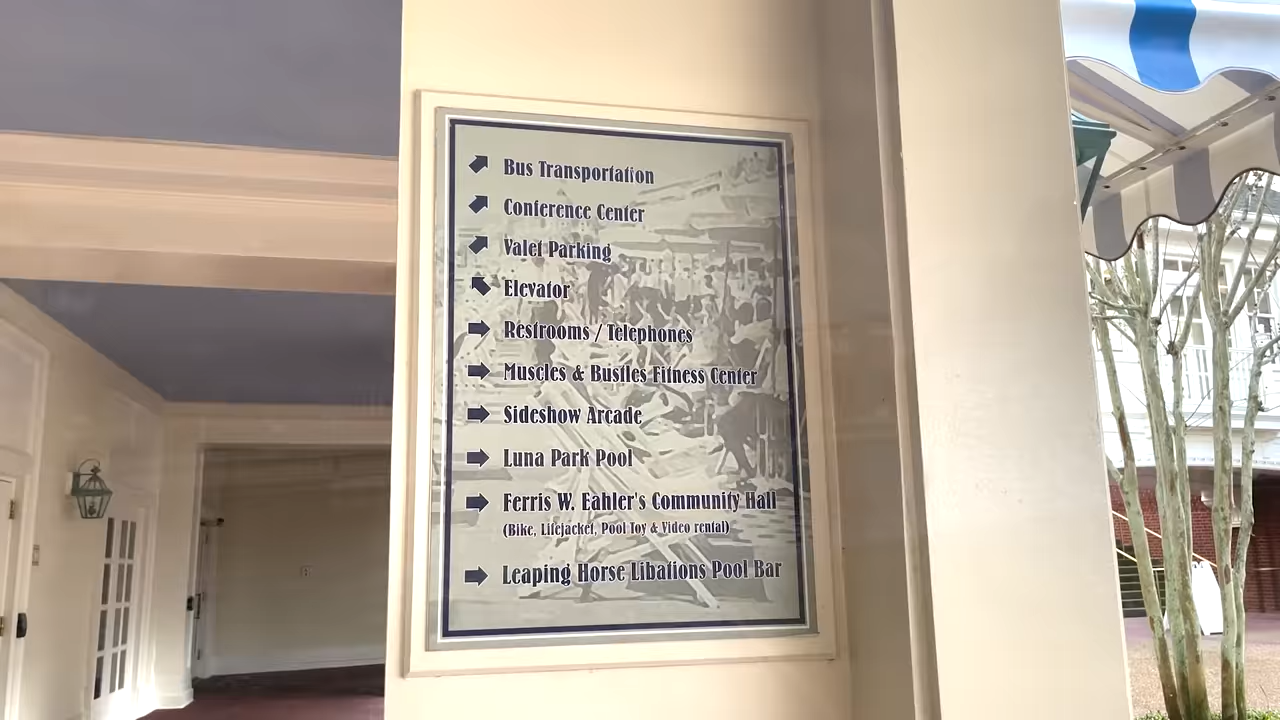 Bus Transportation
Conference Center
Valet Parking
Elevator
Restrooms / Telephones
Muscles & Bustles Fitness Center
Sideshow Arcade
Luna Park Pool
Ferris W. Eahler's Community Hall
(Bike, Lifejacket, Pool Toy & Video rental)
Leaping Horse Libations Pool Bar